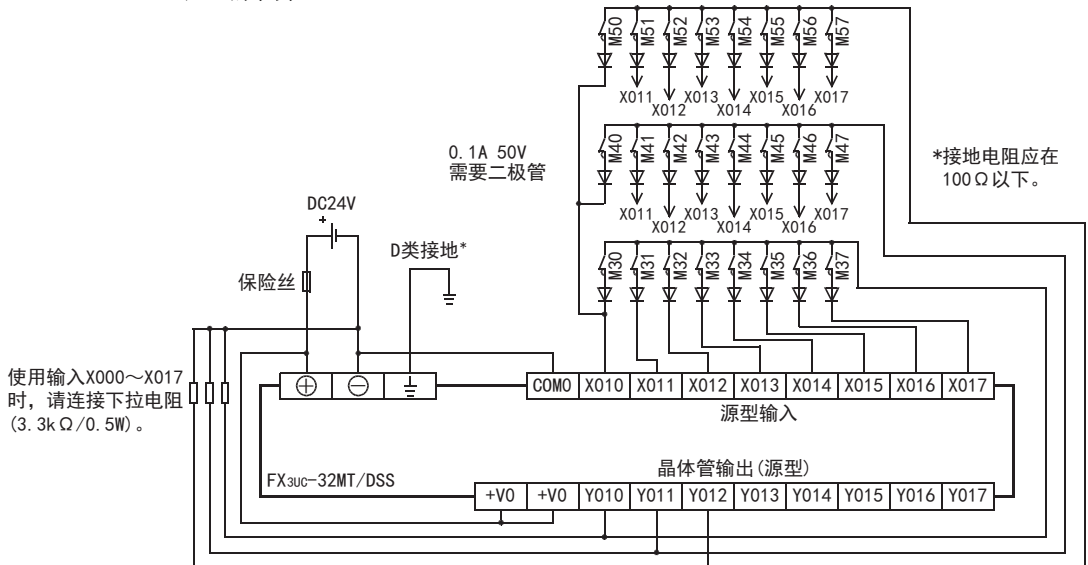 M50 M51 M52 M53 M54 M55 M56 M57
X011 X013 X015 X017
X012 X014 X016
0.1A 50V
需要二极管
M40 M41 M42 M43 M44 M45 M46 M47
*接地电阻应在
100Ω以下。
X011 X013 X015 X017
X012 X014 X016
DC24V
+
D类接地*
M30 M31 M32 M33 M34 M35 M36 M37
保险丝
使用输入X000～X017
时，请连接下拉电阻
(3.3kΩ/0.5W)。
+ −
COM0 X010 X011 X012 X013 X014 X015 X016 X017
源型输入
FX3UC-32MT/DSS
晶体管输出(源型)
+V0 +V0 Y010 Y011 Y012 Y013 Y014 Y015 Y016 Y017